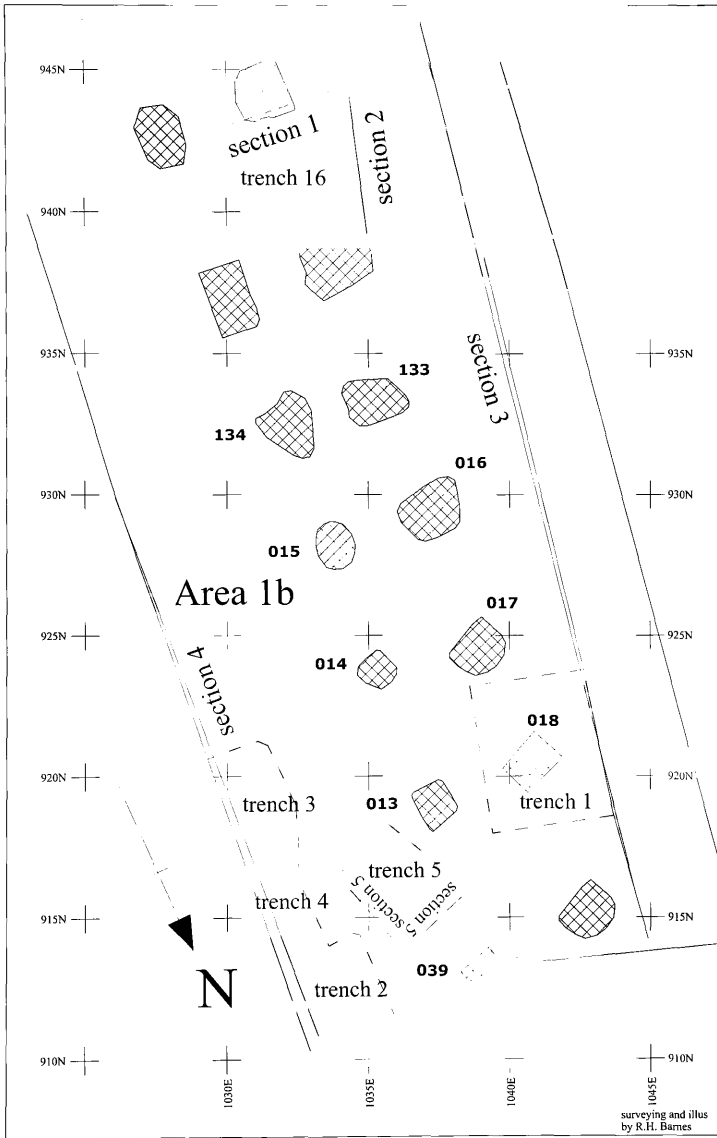 945N
section 1
section 2
trench 16
940N
935N
935N
section 3
133
134
930N
930N
016
015
Area 1b
925N
925N
017
014
section 4
018
920N
920N
trench 3
013
trench 1
trench 5
section 5
section 5
trench 4
915N
915N
039
N
trench 2
910N
910N
1030E
1035E
1040E
1045E
surveying and illus
by R.H. Barnes